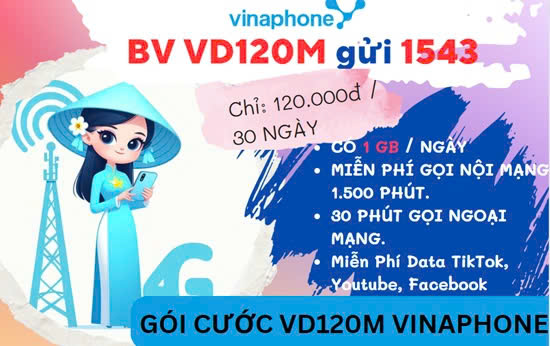 vinaphone
BV VD120M gửi 1543
Chỉ: 120.000đ /
30 NGÀY
CÓ 1 GB / NGÀY
MIỄN PHÍ GỌI NỘI MẠNG
1.500 PHÚT.
30 PHÚT GỌI NGOẠI
MẠNG.
Miễn Phí Data TikTok,
Youtube, Facebook
4G
GÓI CƯỚC VD120M VINAPHONE